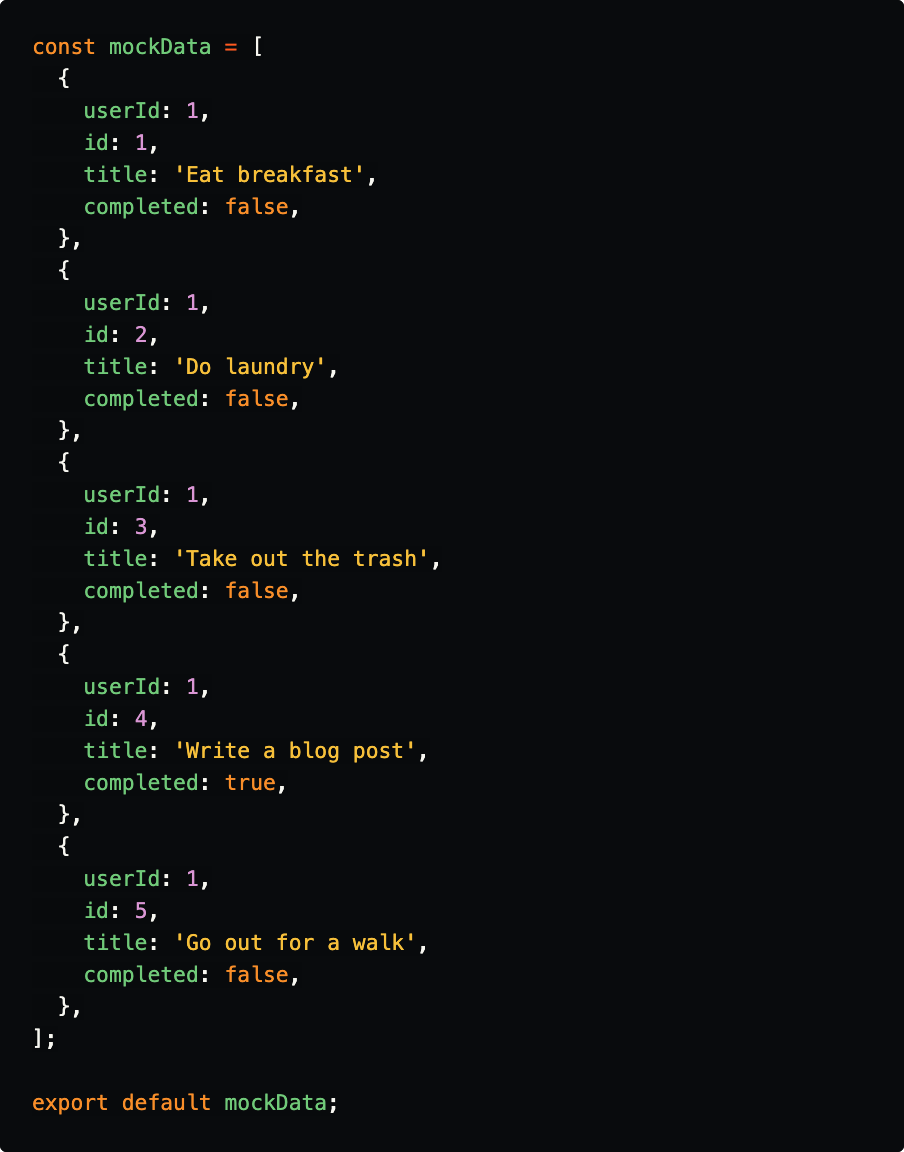 const mockData = [
  {
    userId: 1,
    id: 1,
    title: 'Eat breakfast',
    completed: false,
  },
  {
    userId: 1,
    id: 2,
    title: 'Do laundry',
    completed: false,
  },
  {
    userId: 1,
    id: 3,
    title: 'Take out the trash',
    completed: false,
  },
  {
    userId: 1,
    id: 4,
    title: 'Write a blog post',
    completed: true,
  },
  {
    userId: 1,
    id: 5,
    title: 'Go out for a walk',
    completed: false,
  },
];

export default mockData;